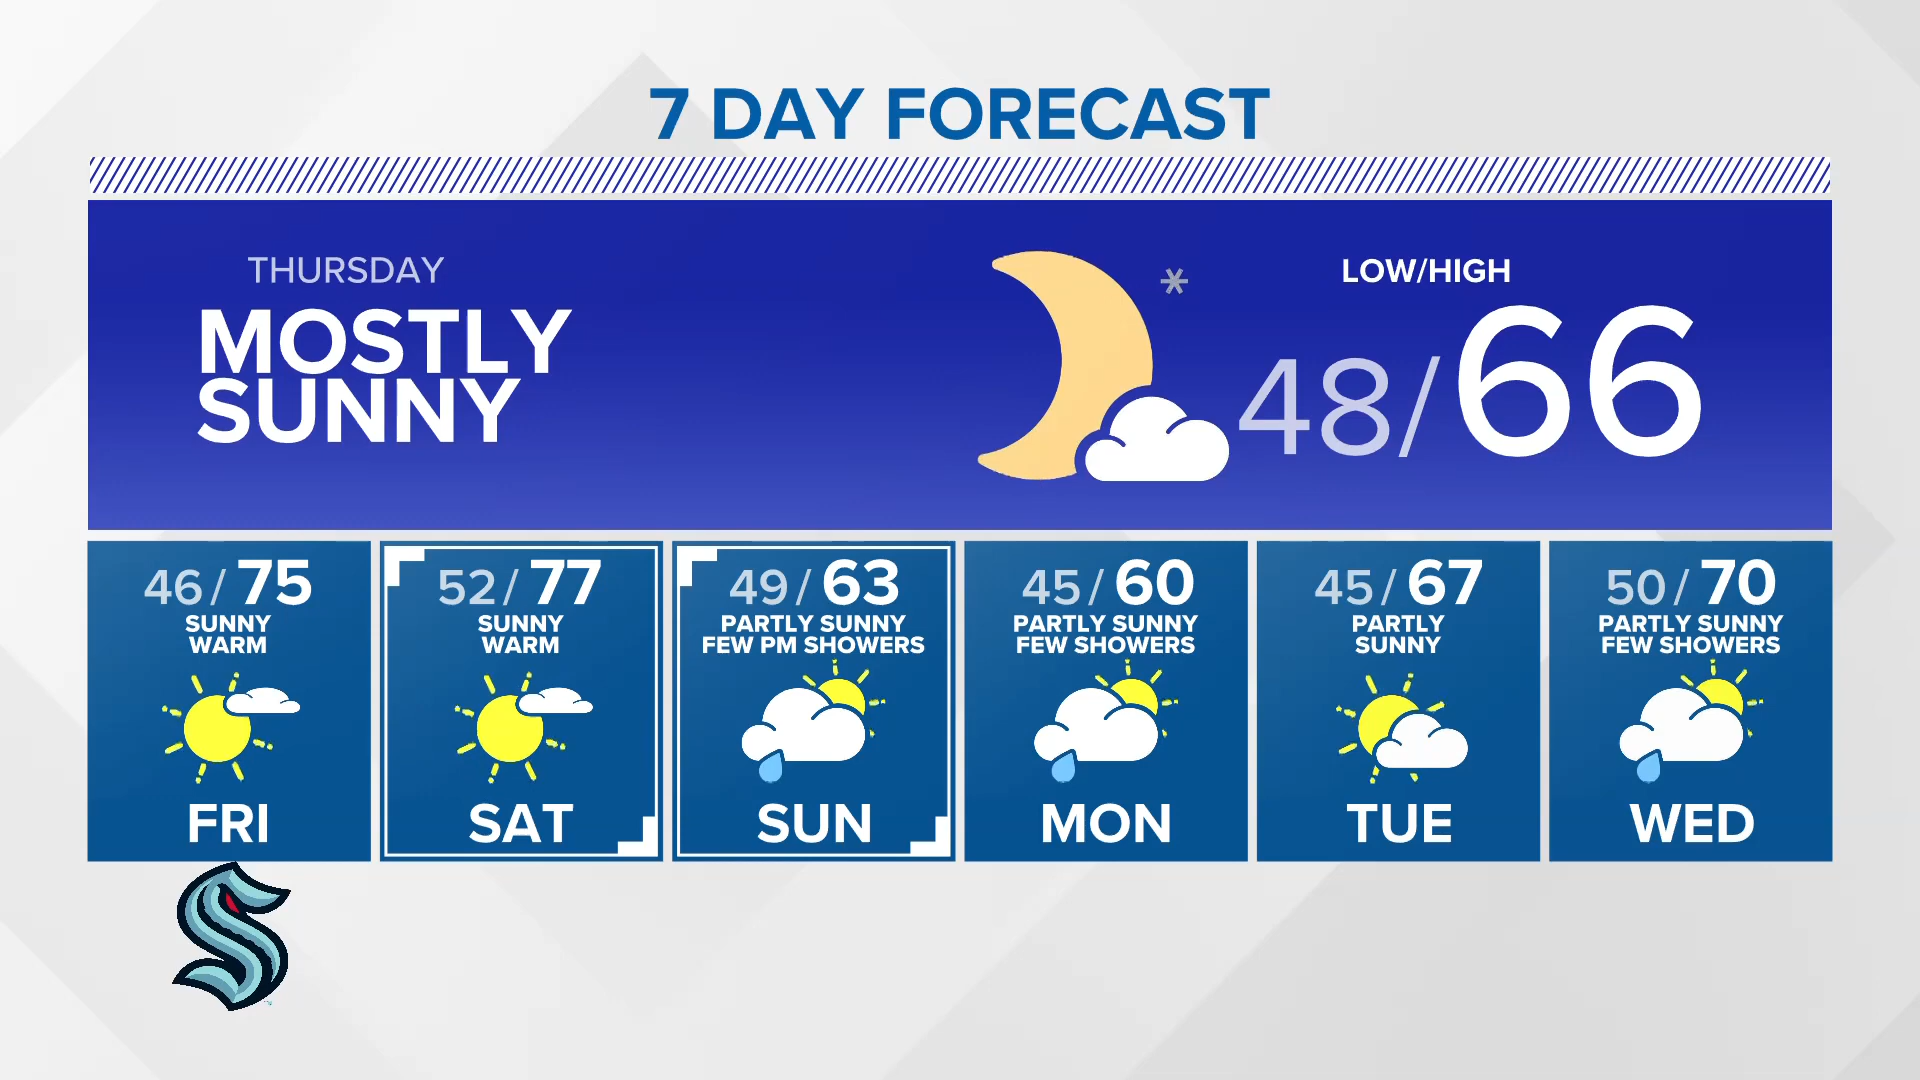 7 DAY FORECAST
THURSDAY
MOSTLY
SUNNY
LOW/HIGH
48/66
46/75
SUNNY
WARM
FRI
52/77
SUNNY
WARM
SAT
49/63
PARTLY SUNNY
FEW PM SHOWERS
SUN
45/60
PARTLY SUNNY
FEW SHOWERS
MON
45/67
PARTLY
SUNNY
TUE
50/70
PARTLY SUNNY
FEW SHOWERS
WED